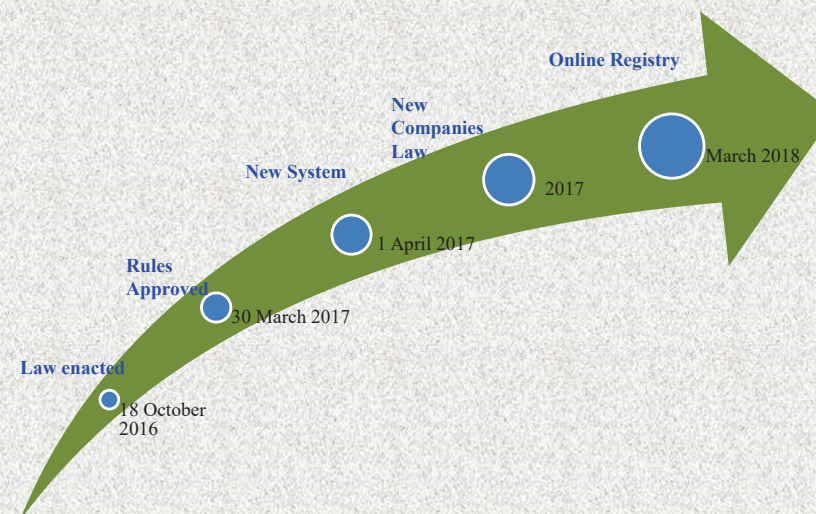 Online Registry
March 2018
New
Companies
Law
2017
New System
1 April 2017
Rules
Approved
30 March 2017
Law enacted
18 October
2016